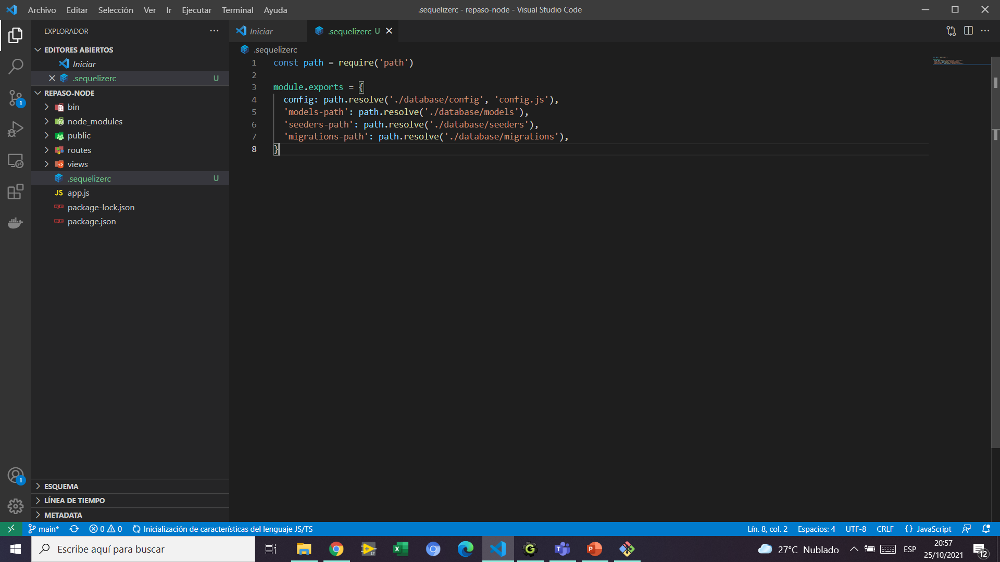 Archivo Editar Selección Ver Ir Ejecutar Terminal Ayuda
.sequelizerc - repaso-node - Visual Studio Code
EXPLORADOR
EDITORES ABIERTOS
Iniciar
.sequelizerc U
REPASO-NODE
bin
node_modules
public
routes
views
.sequelizerc U
app.js
package-lock.json
package.json
ESQUEMA
LÍNEA DE TIEMPO
METADATA
1
1
Iniciar
.sequelizerc U
.sequelizerc
1 const path = require('path')
2
3 module.exports = {
4 config: path.resolve('./database/config', 'config.js'),
5 'models-path': path.resolve('./database/models'),
6 'seeders-path': path.resolve('./database/seeders'),
7 'migrations-path': path.resolve('./database/migrations'),
8 }
main* 0 0 Inicialización de características del lenguaje JS/TS
Lín. 8, col. 2 Espacios: 4 UTF-8 CRLF {} JavaScript
Escribe aquí para buscar
27°C Nublado ESP
20:57
25/10/2021
12